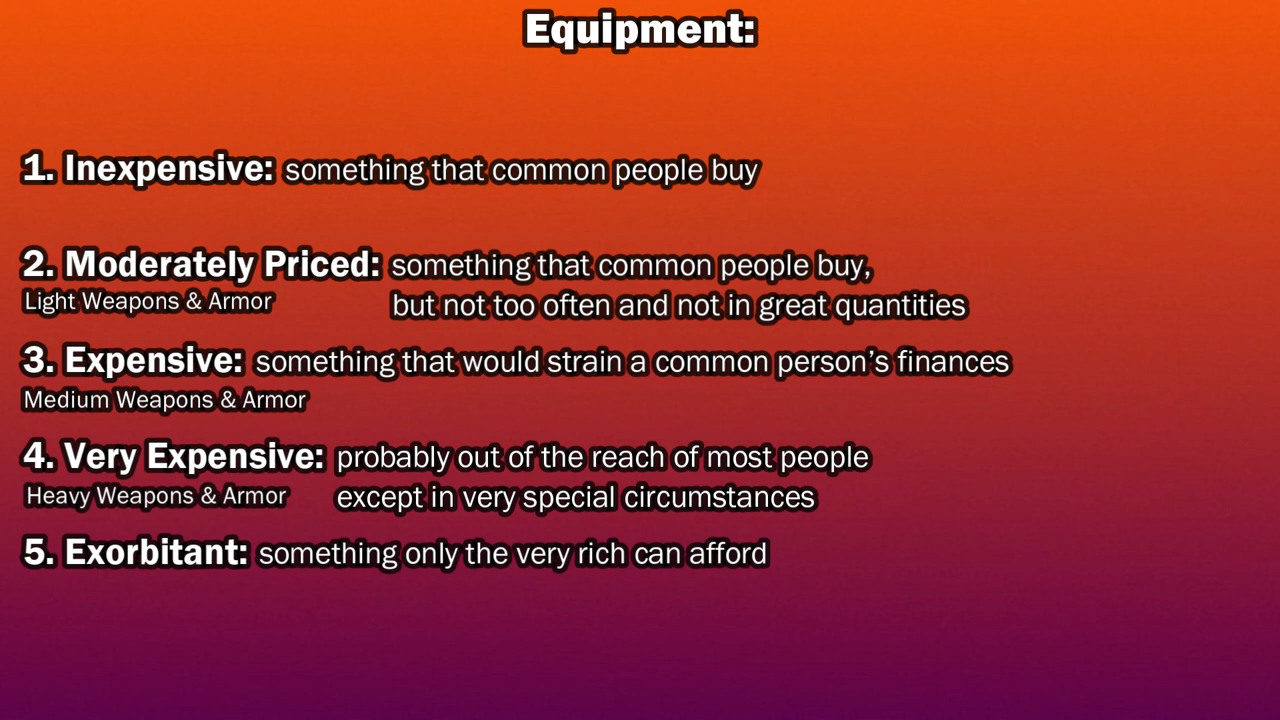 Equipment:
1. Inexpensive: something that common people buy
2. Moderately Priced: something that common people buy,
Light Weapons & Armor but not too often and not in great quantities
3. Expensive: something that would strain a common person’s finances
Medium Weapons & Armor
4. Very Expensive: probably out of the reach of most people
Heavy Weapons & Armor except in very special circumstances
5. Exorbitant: something only the very rich can afford